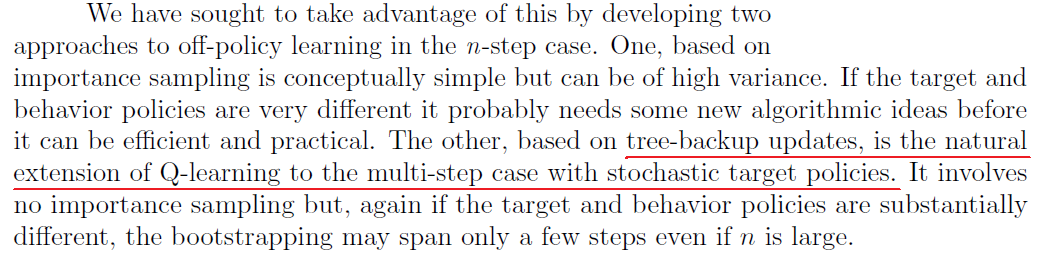 We have sought to take advantage of this by developing two
approaches to off-policy learning in the n-step case. One, based on
importance sampling is conceptually simple but can be of high variance. If the target and
behavior policies are very different it probably needs some new algorithmic ideas before
it can be efficient and practical. The other, based on tree-backup updates, is the natural
extension of Q-learning to the multi-step case with stochastic target policies. It involves
no importance sampling but, again if the target and behavior policies are substantially
different, the bootstrapping may span only a few steps even if n is large.